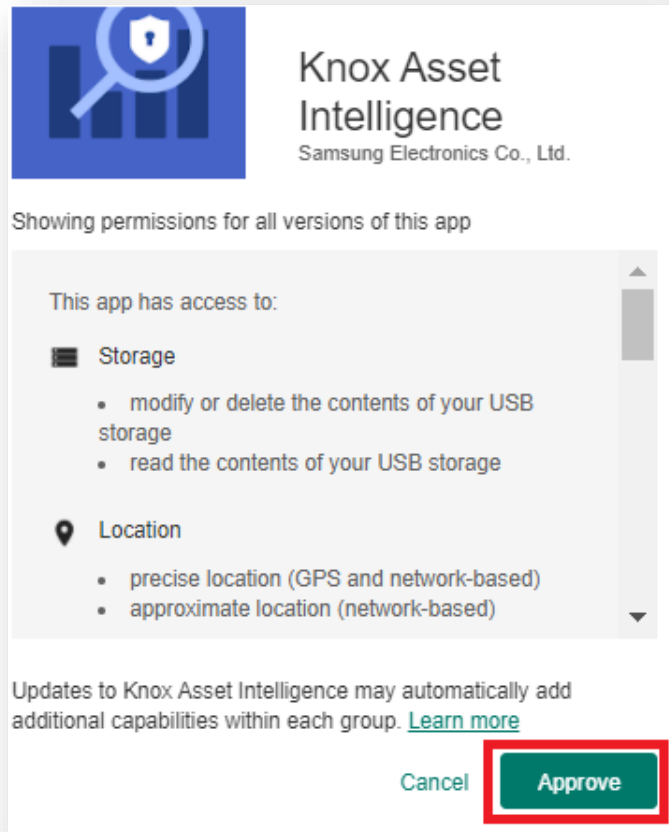 Knox Asset
Intelligence
Samsung Electronics Co., Ltd.
Showing permissions for all versions of this app
This app has access to:
Storage
• modify or delete the contents of your USB
storage
• read the contents of your USB storage
Location
• precise location (GPS and network-based)
• approximate location (network-based)
Updates to Knox Asset Intelligence may automatically add
additional capabilities within each group. Learn more
Cancel Approve